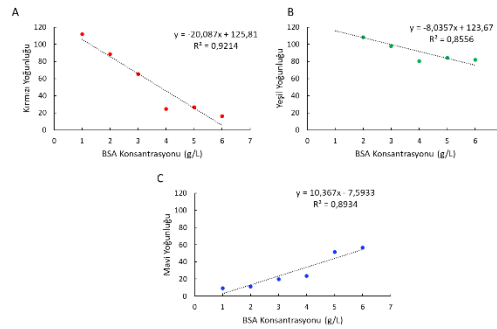 A
y = -20,087x + 125,81
R² = 0,9214
Kırmızı Yoğunluğu
120
100
80
60
40
20
0
0 1 2 3 4 5 6 7
BSA Konsantrasyonu (g/L)
B
y = -8,0357x + 123,67
R² = 0,8556
Yeşil Yoğunluğu
120
100
80
60
40
20
0
0 1 2 3 4 5 6
BSA Konsantrasyonu (g/L)
C
y = 10,367x - 7,5933
R² = 0,8934
Mavi Yoğunluğu
120
100
80
60
40
20
0
0 1 2 3 4 5 6 7
BSA Konsantrasyonu (g/L)